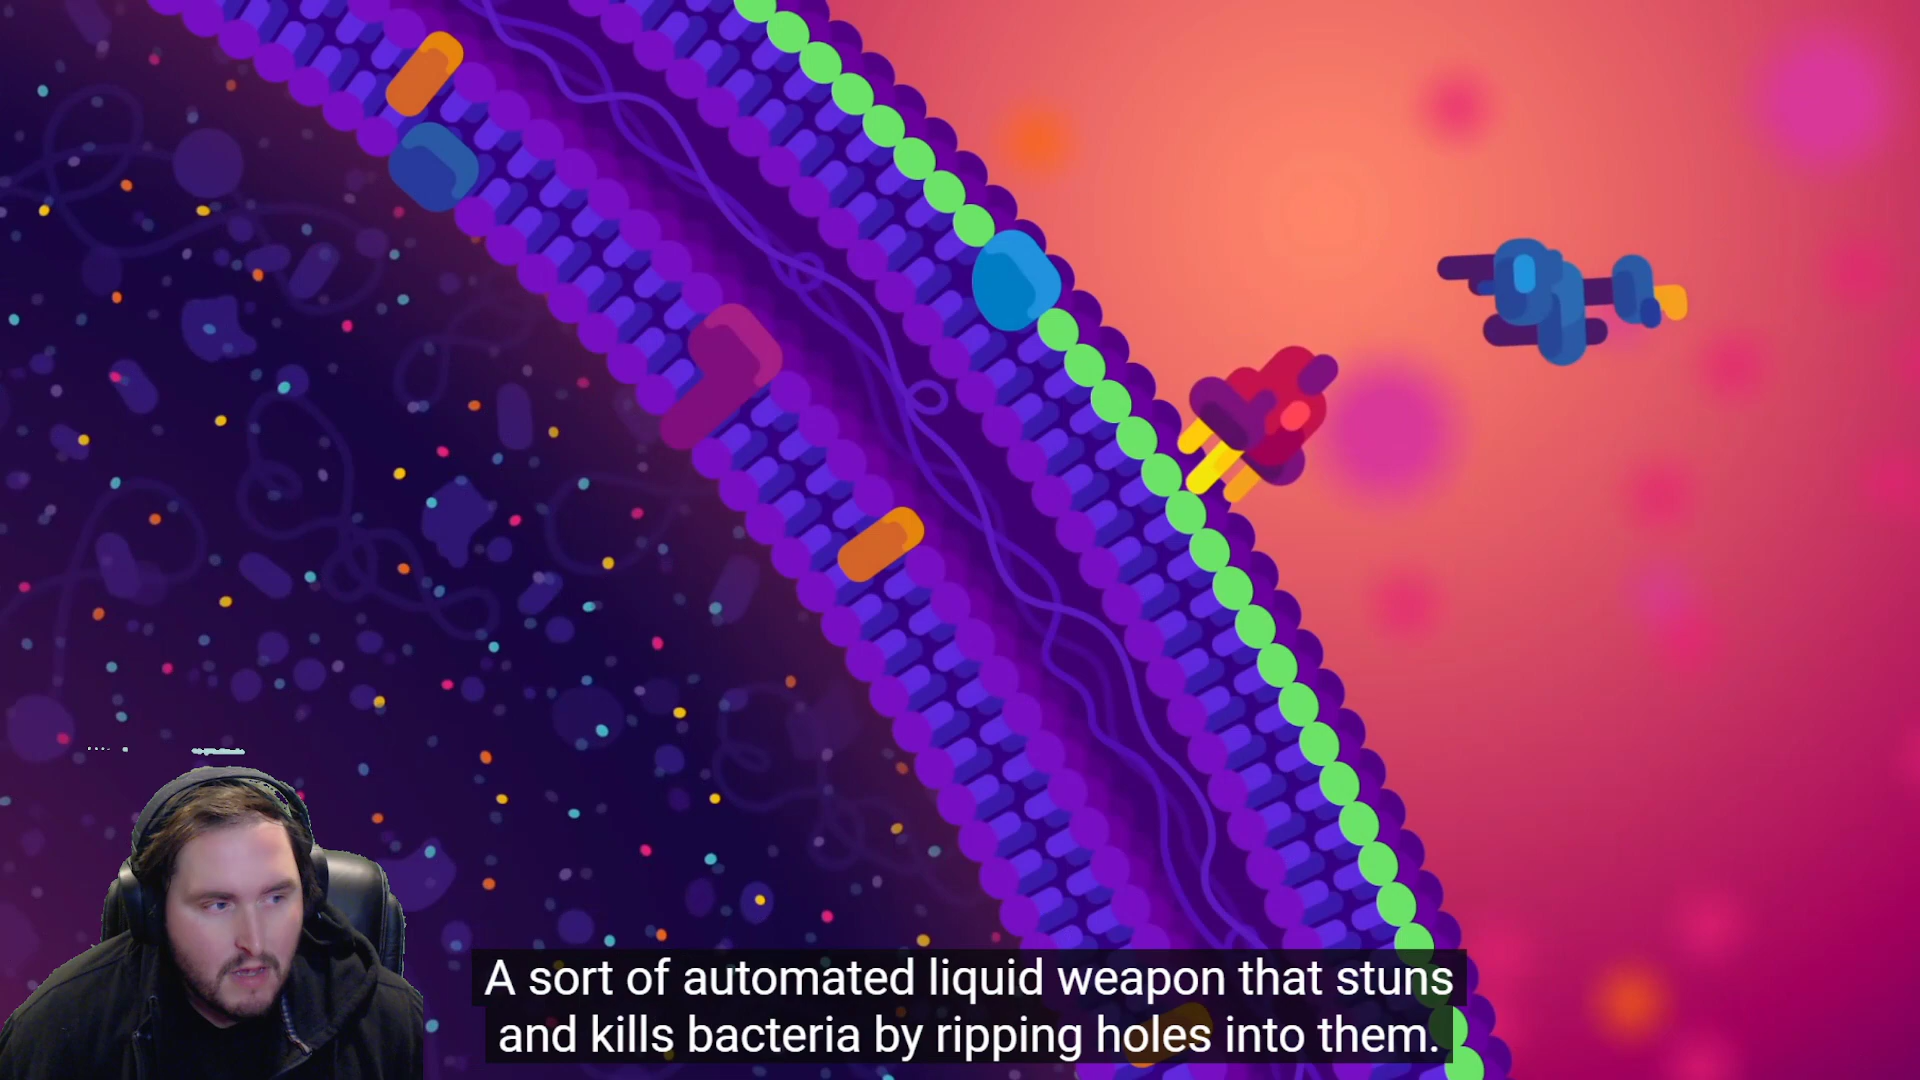 A sort of automated liquid weapon that stuns
and kills bacteria by ripping holes into them.